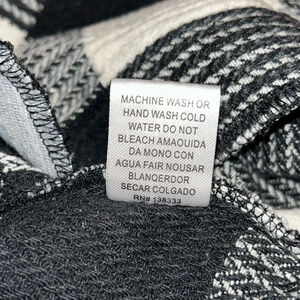 MACHINE WASH OR
HAND WASH COLD
WATER DO NOT
BLEACH AMAOUIDA
DA MONO CON
AGUA FAIR NOUSAR
BLANQERDOR
SECAR COLGADO
RN# 138333